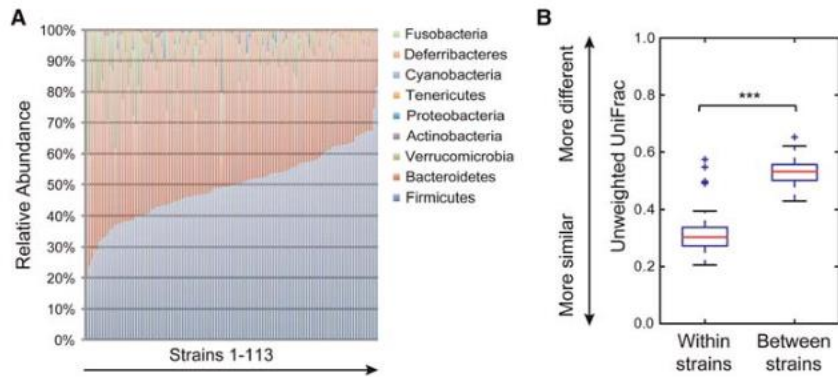 A
100%
90%
80%
70%
60%
50%
40%
30%
20%
10%
0%
Relative Abundance
Strains 1-113
Fusobacteria
Deferribacteres
Cyanobacteria
Tenericutes
Proteobacteria
Actinobacteria
Verrucomicrobia
Bacteroidetes
Firmicutes
B
More different
More similar
Unweighted UniFrac
1.0
0.8
0.6
0.4
0.2
0.0
***
Within
strains
Between
strains